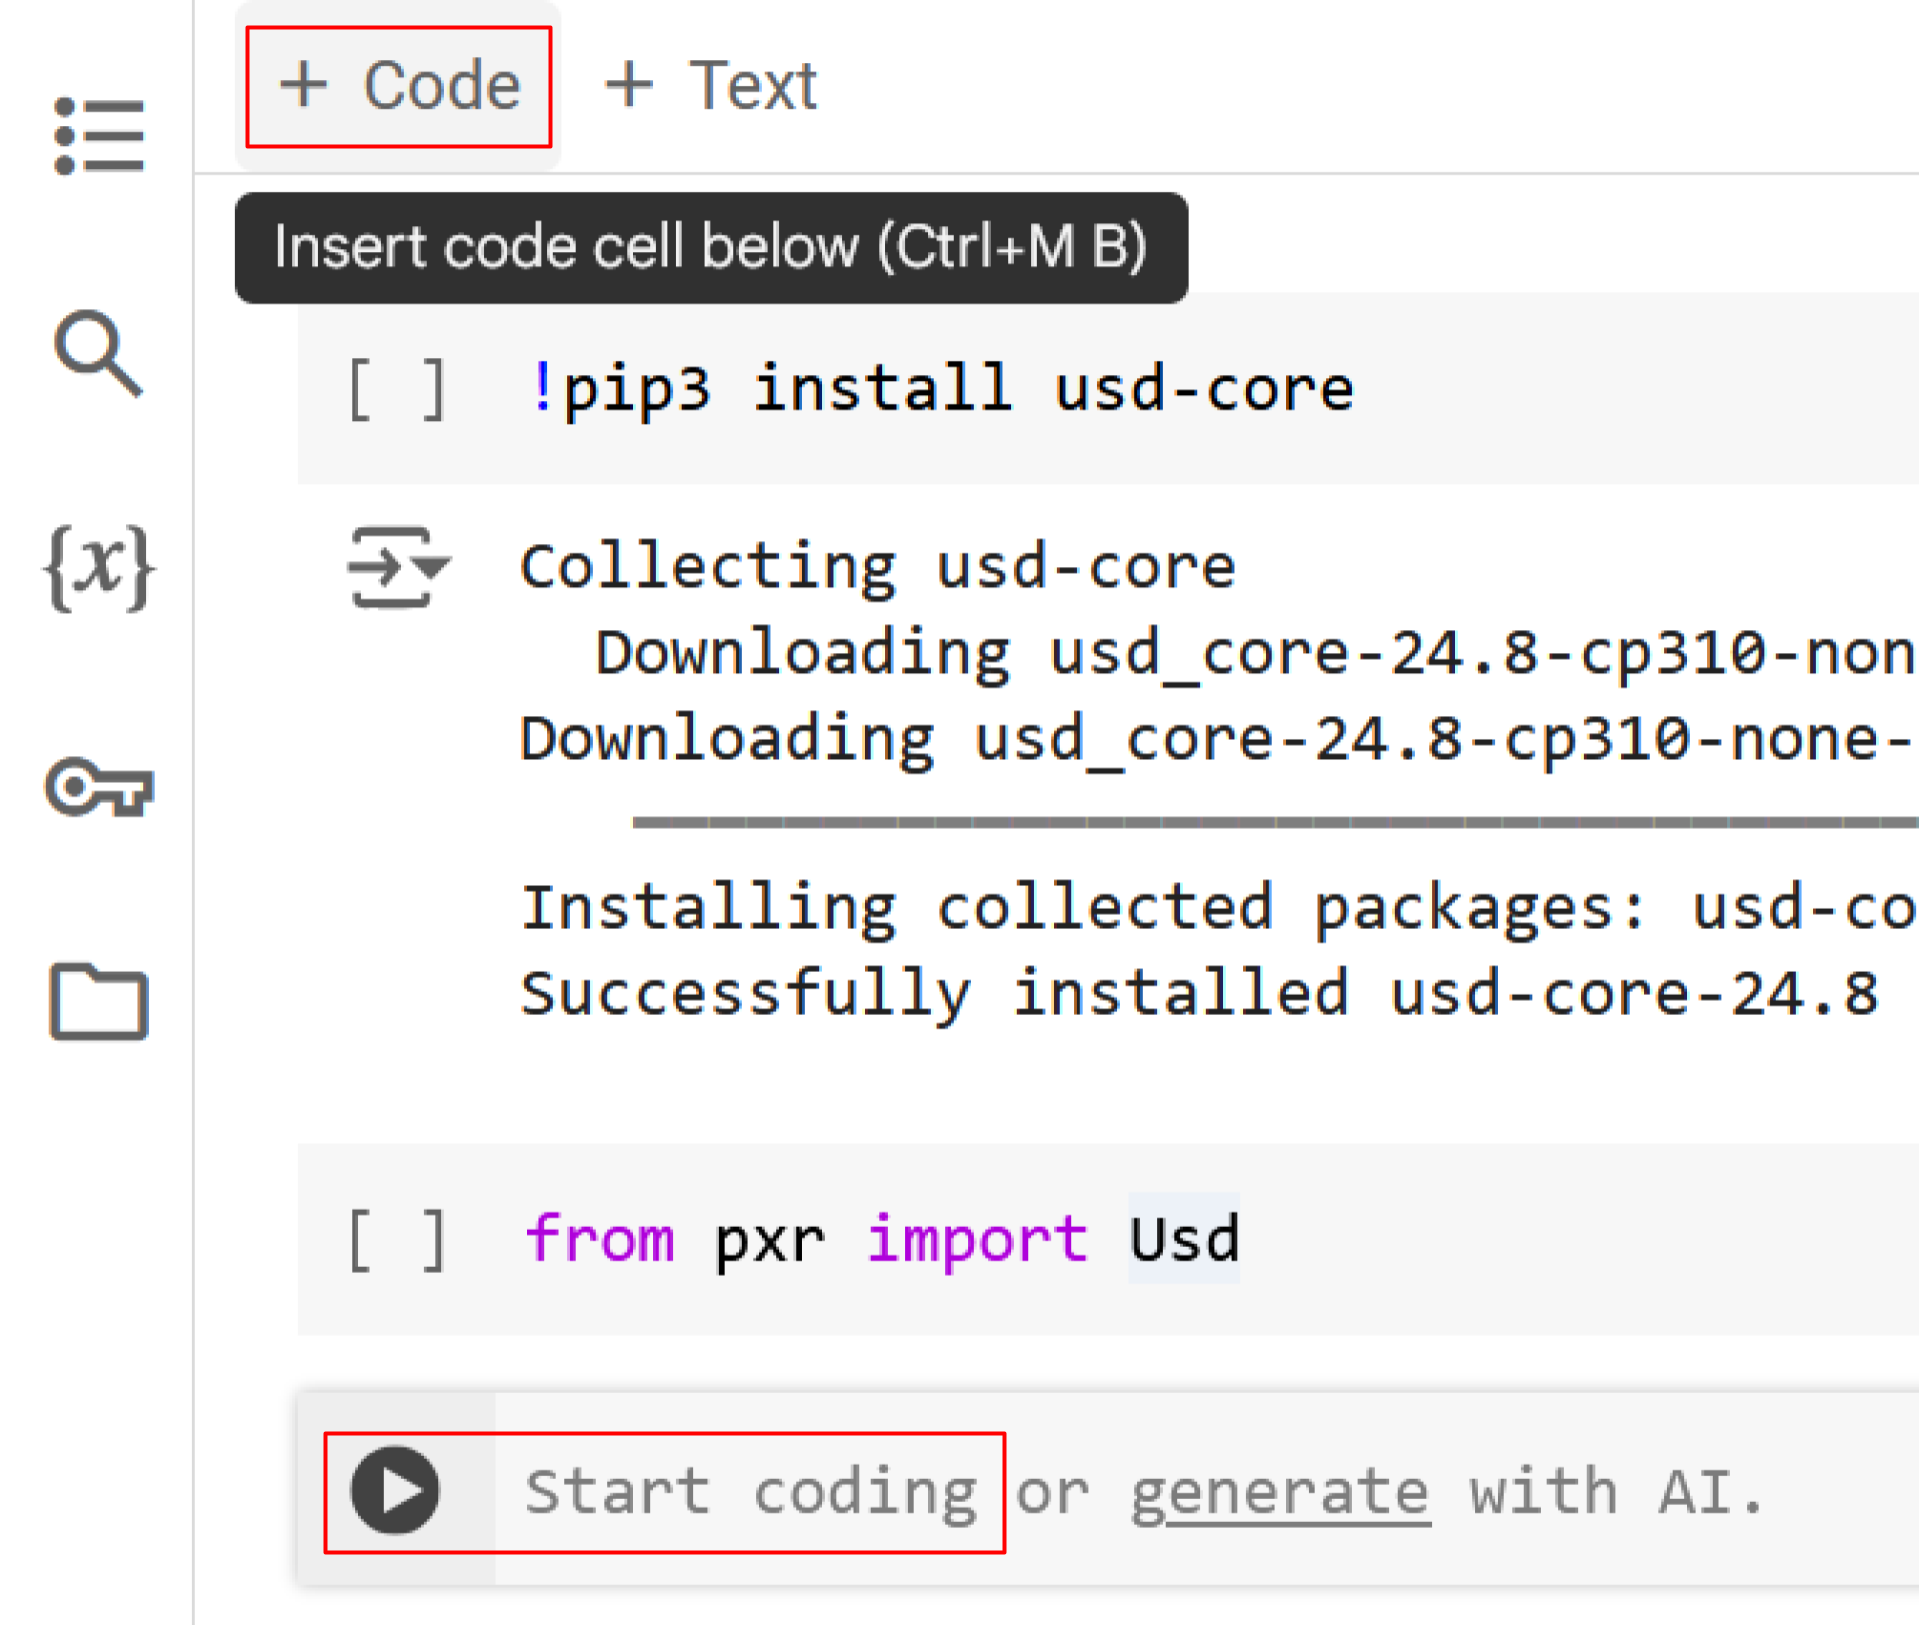 + Code + Text
Insert code cell below (Ctrl+M B)
[ ] !pip3 install usd-core
{x}
Collecting usd-core
Downloading usd_core-24.8-cp310-non
Downloading usd_core-24.8-cp310-none-
Installing collected packages: usd-co
Successfully installed usd-core-24.8
[ ] from pxr import Usd
Start coding or generate with AI.